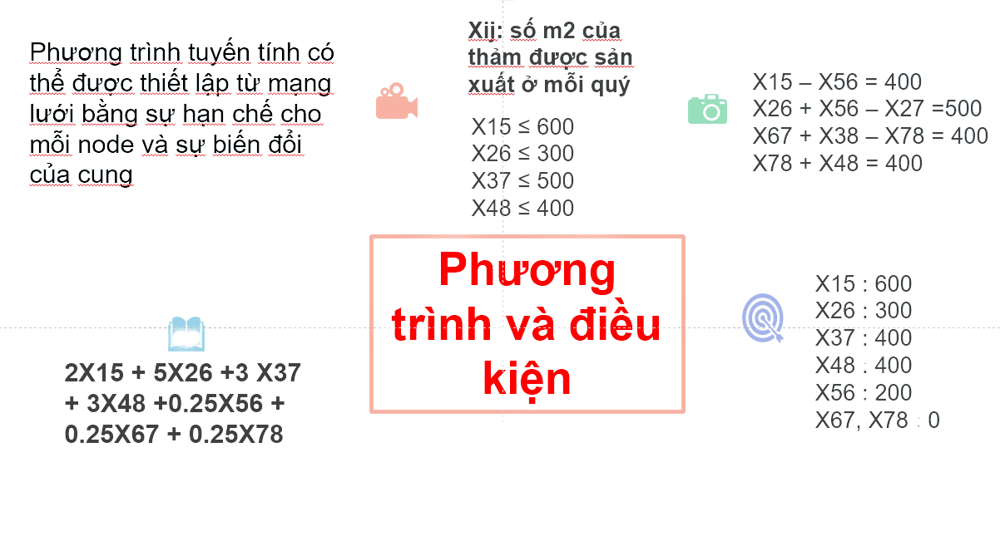 Phương trình tuyến tính có
thể được thiết lập từ mạng
lưới bằng sự hạn chế cho
mỗi node và sự biến đổi
của cung
Xij: số m2 của
thảm được sản
xuất ở mỗi quý
X15 ≤ 600
X26 ≤ 300
X37 ≤ 500
X48 ≤ 400
X15 – X56 = 400
X26 + X56 – X27 =500
X67 + X38 – X78 = 400
X78 + X48 = 400
Phương
trình và điều
kiện
2X15 + 5X26 +3 X37
+ 3X48 +0.25X56 +
0.25X67 + 0.25X78
X15 : 600
X26 : 300
X37 : 400
X48 : 400
X56 : 200
X67, X78 : 0